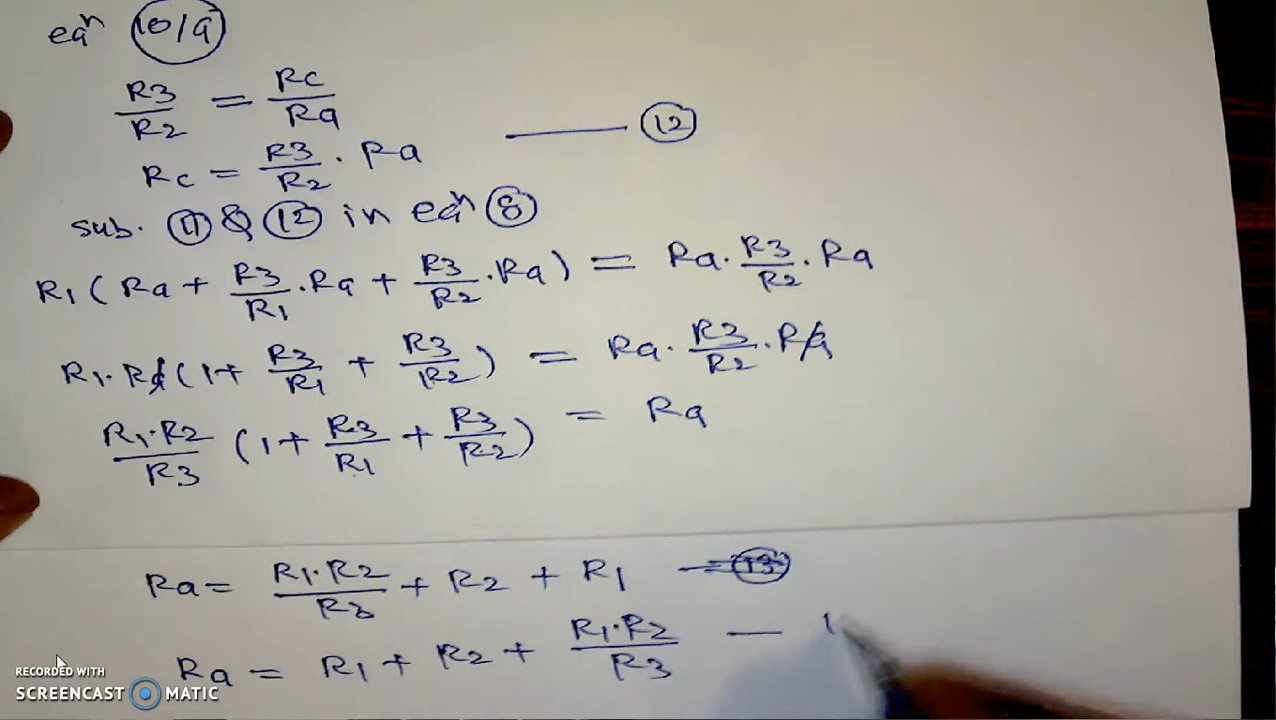 eqn 10/9
R3/R2 = Rc/Ra
Rc = R3/R2 . Ra —— 12
sub. 11 & 12 in eqn 8
R1 ( Ra + R3/R1 . Ra + R3/R2 . Ra ) = Ra . R3/R2 . Ra
R1 . Ra ( 1 + R3/R1 + R3/R2 ) = Ra . R3/R2 . Ra
R1.R2/R3 ( 1 + R3/R1 + R3/R2 ) = Ra
Ra = R1.R2/R3 + R2 + R1 — 13
Ra = R1 + R2 + R1.R2/R3 — 1
RECORDED WITH
SCREENCAST MATIC